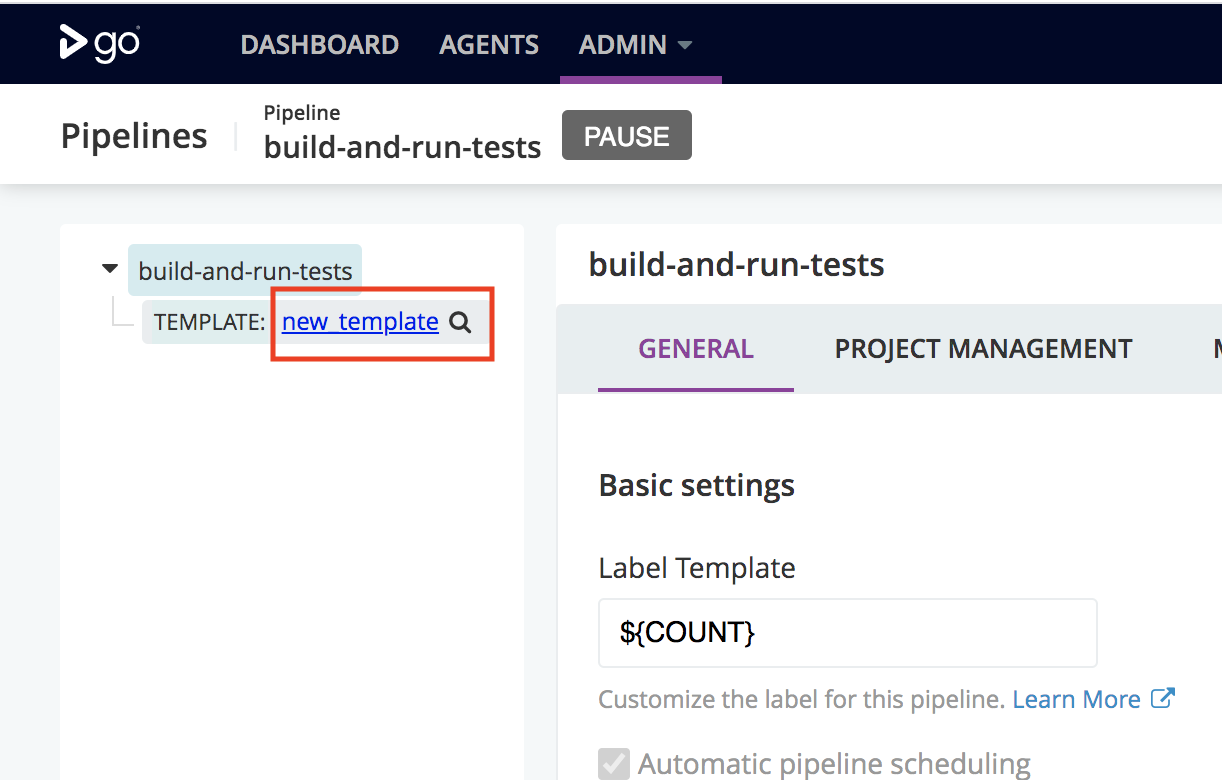 go DASHBOARD AGENTS ADMIN
Pipelines
Pipeline
build-and-run-tests
PAUSE
build-and-run-tests
TEMPLATE: new_template
build-and-run-tests
GENERAL PROJECT MANAGEMENT
Basic settings
Label Template
${COUNT}
Customize the label for this pipeline. Learn More
Automatic pipeline scheduling